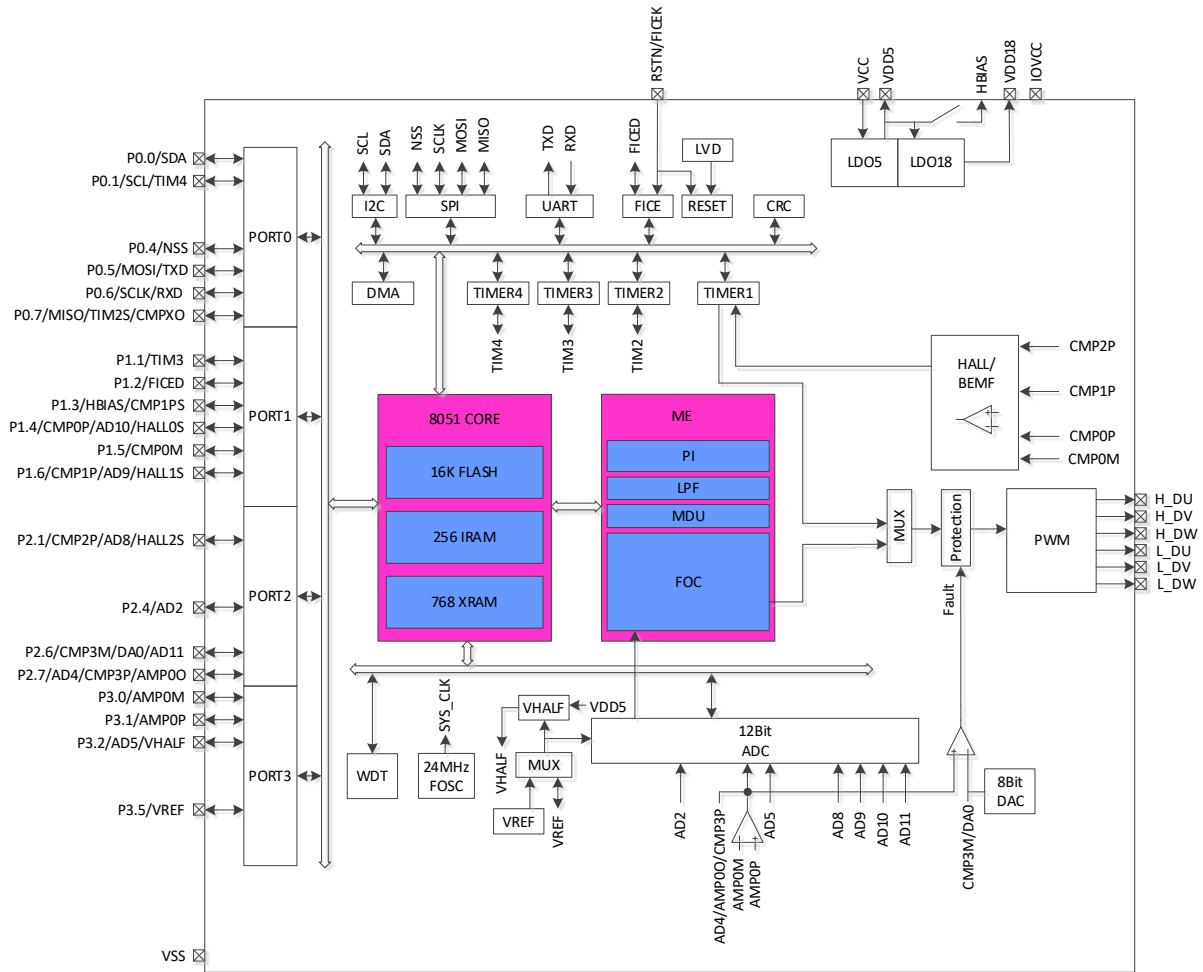 RSTN/FICEK
VCC
VDD5
HBIAS
VDD18
IOVCC
P0.0/SDA
P0.1/SCL/TIM4
P0.4/NSS
P0.5/MOSI/TXD
P0.6/SCLK/RXD
P0.7/MISO/TIM2S/CMPXO
P1.1/TIM3
P1.2/FICED
P1.3/HBIAS/CMP1PS
P1.4/CMP0P/AD10/HALL0S
P1.5/CMP0M
P1.6/CMP1P/AD9/HALL1S
P2.1/CMP2P/AD8/HALL2S
P2.4/AD2
P2.6/CMP3M/DA0/AD11
P2.7/AD4/CMP3P/AMP0O
P3.0/AMP0M
P3.1/AMP0P
P3.2/AD5/VHALF
P3.5/VREF
VSS
PORT0
PORT1
PORT2
PORT3
SCL
SDA
NSS
SCLK
MOSI
MISO
TXD
RXD
FICED
LVD
I2C
SPI
UART
FICE
RESET
CRC
LDO5
LDO18
DMA
TIMER4
TIMER3
TIMER2
TIMER1
TIM4
TIM3
TIM2
HALL/
BEMF
CMP2P
CMP1P
CMP0P
CMP0M
8051 CORE
16K FLASH
256 IRAM
768 XRAM
ME
PI
LPF
MDU
FOC
MUX
Protection
Fault
PWM
H_DU
H_DV
H_DW
L_DU
L_DV
L_DW
SYS_CLK
WDT
24MHz
FOSC
VHALF
VDD5
VHALF
MUX
VREF
VREF
12Bit
ADC
AD2
AD4/AMP0O/CMP3P
AMP0M
AMP0P
AD5
AD8
AD9
AD10
AD11
CMP3M/DA0
8Bit
DAC